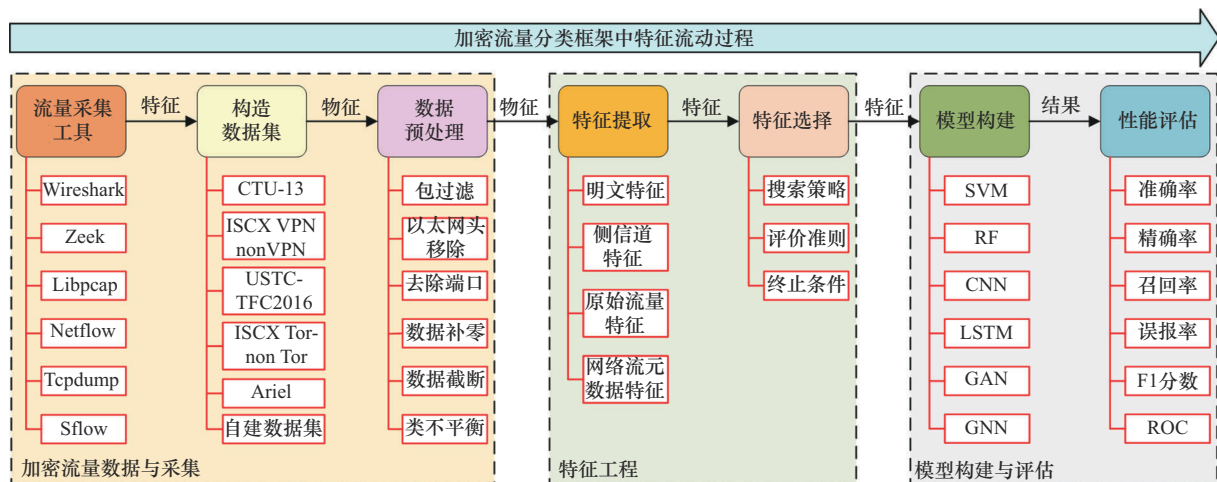 加密流量分类框架中特征流动过程
流量采集
工具
特征
构造
数据集
物征
数据
预处理
物征
特征提取
特征
特征选择
特征
模型构建
结果
性能评估
Wireshark
Zeek
Libpcap
Netflow
Tcpdump
Sflow
CTU-13
ISCX VPN
nonVPN
USTC-
TFC2016
ISCX Tor-
non Tor
Ariel
自建数据集
包过滤
以太网头
移除
去除端口
数据补零
数据截断
类不平衡
明文特征
侧信道
特征
原始流量
特征
网络流元
数据特征
搜索策略
评价准则
终止条件
SVM
RF
CNN
LSTM
GAN
GNN
准确率
精确率
召回率
误报率
F1分数
ROC
加密流量数据与采集
特征工程
模型构建与评估